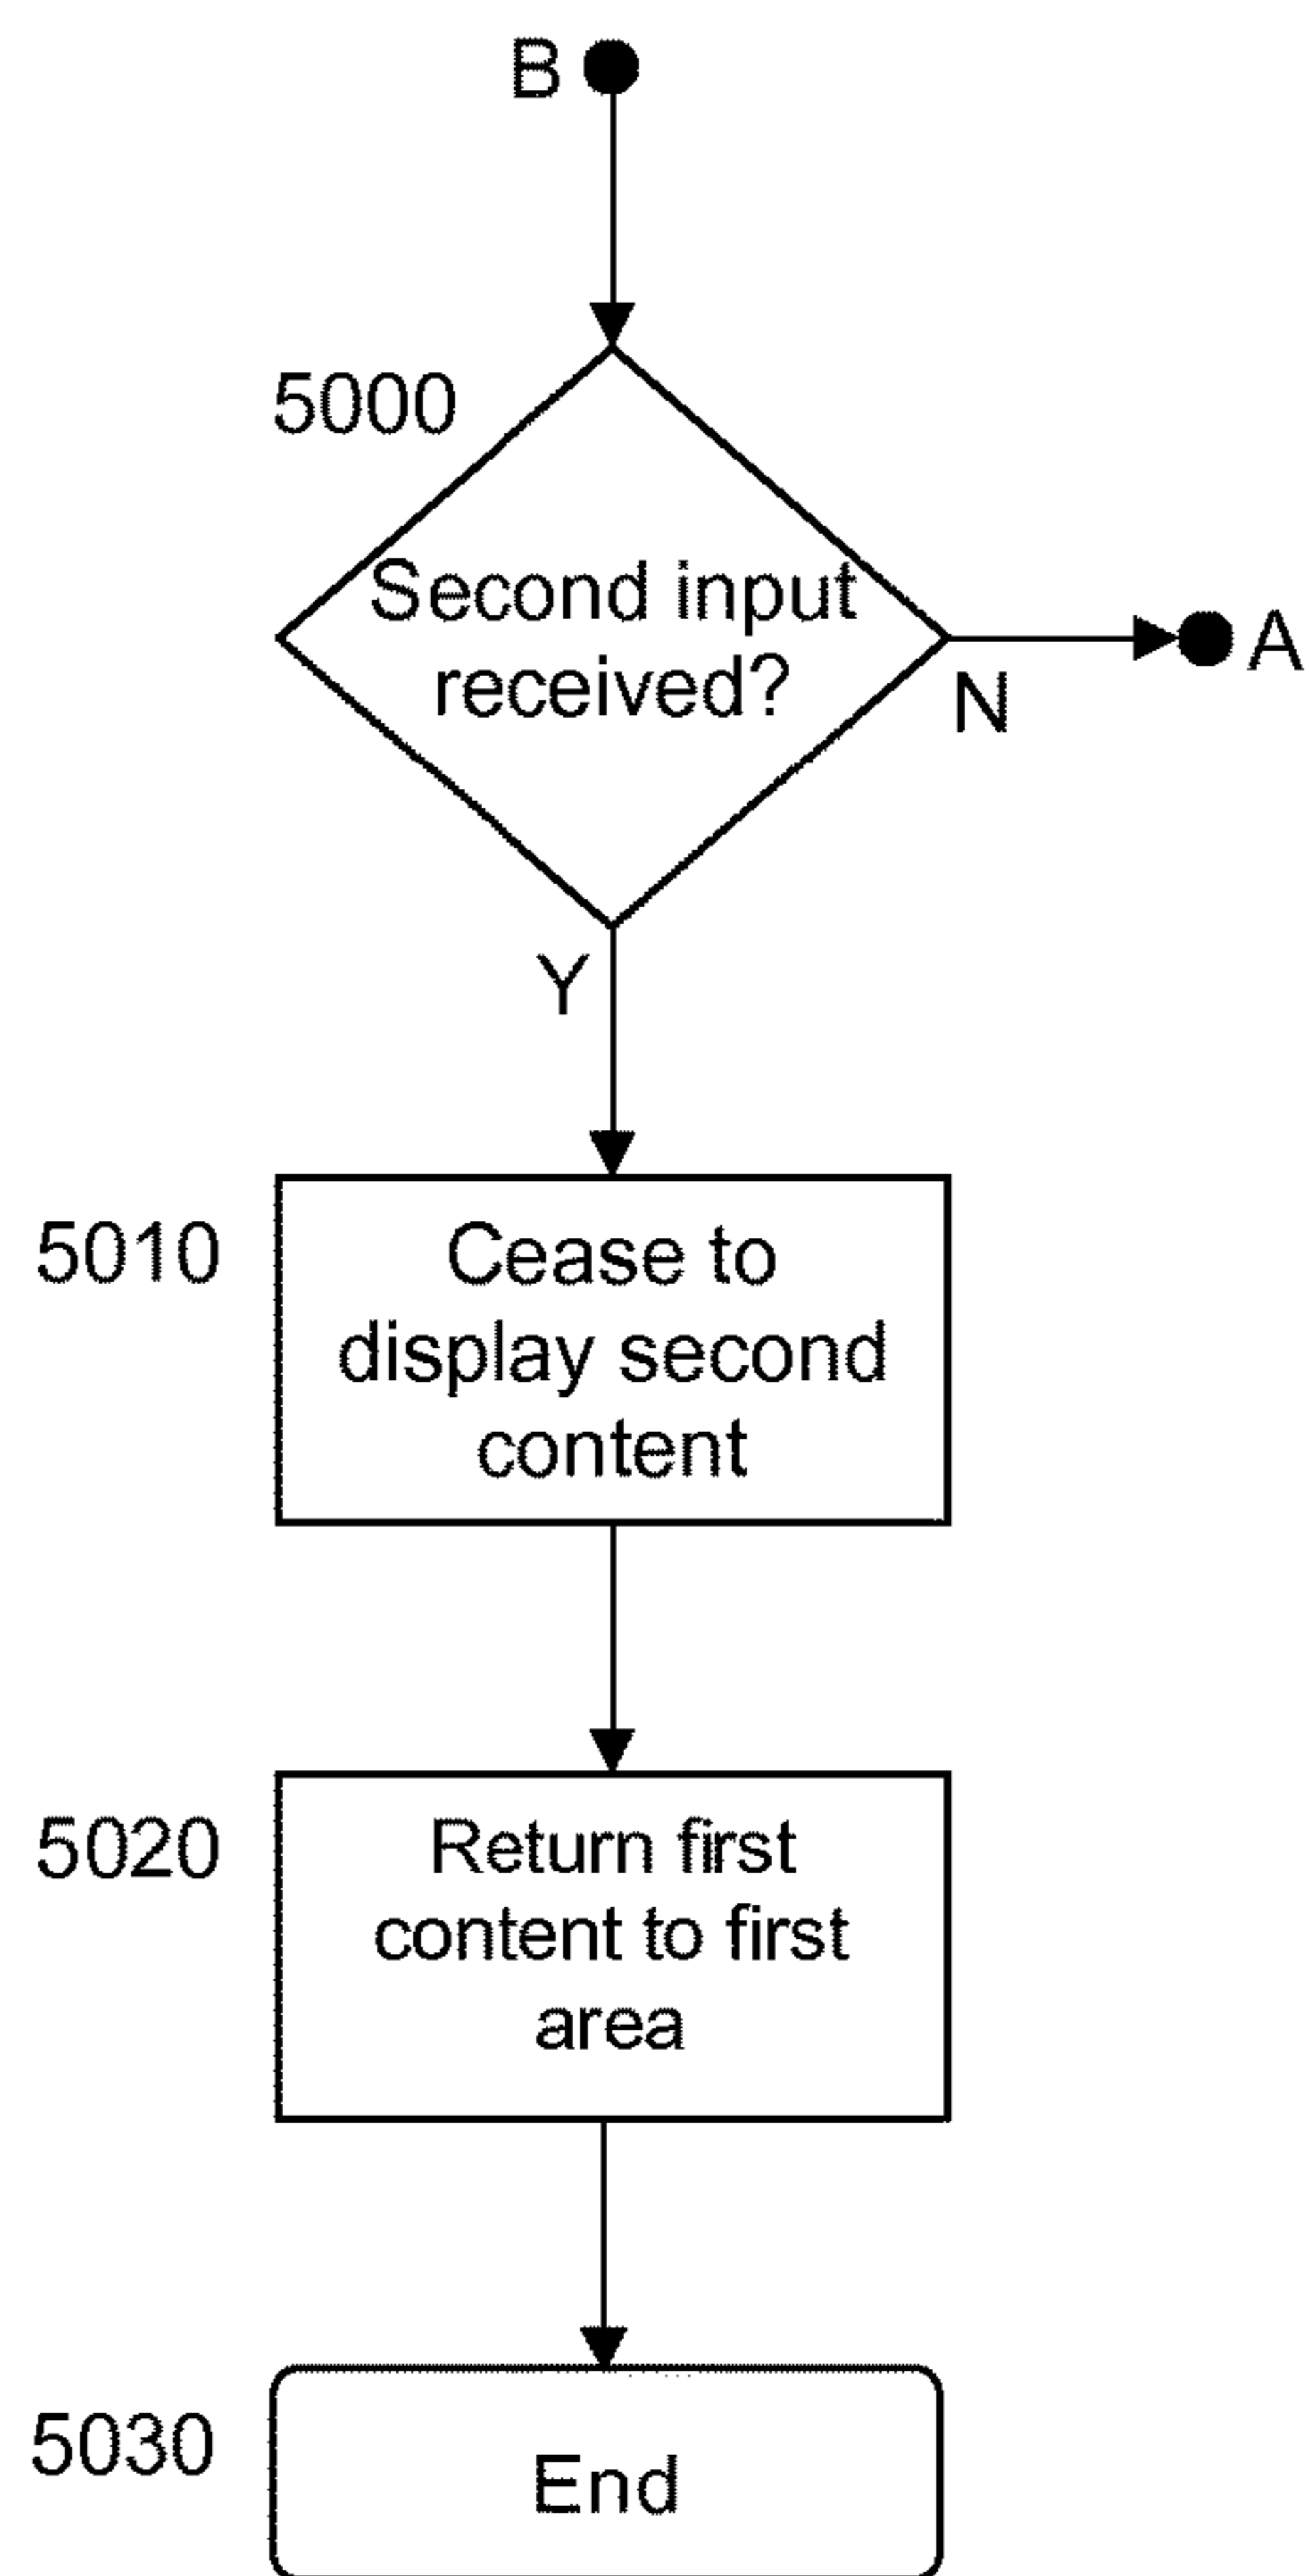 B
5000
Second input
received?
A
N
Y
5010
Cease to
display second
content
5020
Return first
content to first
area
5030
End